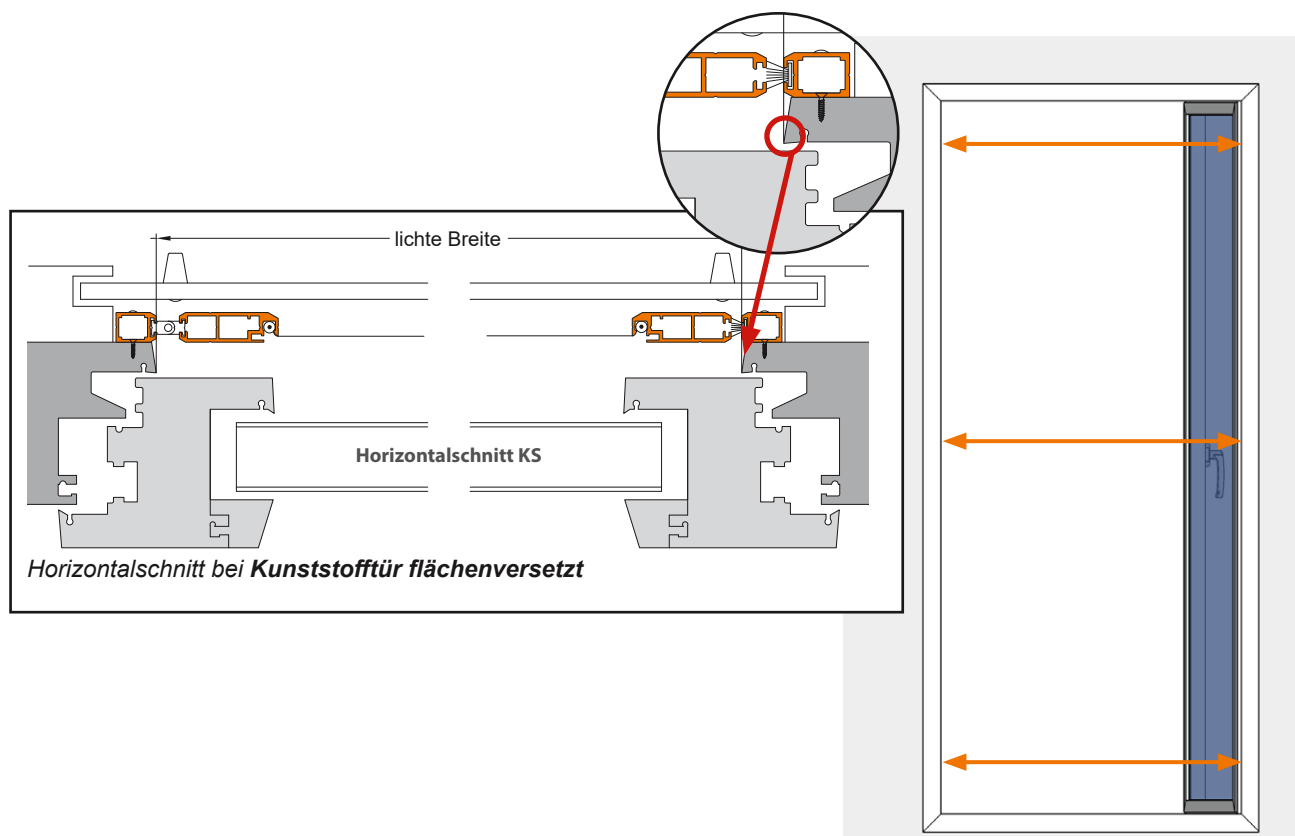 lichte Breite
Horizontalschnitt KS
Horizontalschnitt bei Kunststofftür flächenversetzt